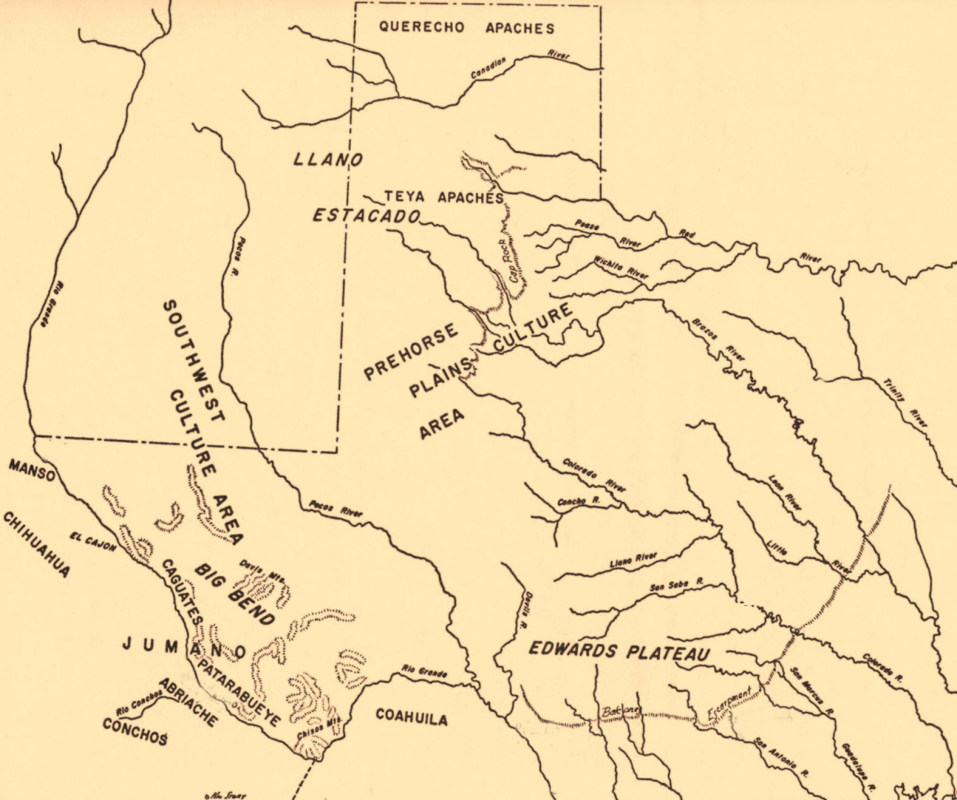 QUERECHO APACHES
Canadian River
LLANO
TEYA APACHES
ESTACADO
Pease River
Red River
Pecos R.
Cap Rock
Wichita River
Rio Grande
SOUTHWEST
CULTURE AREA
PREHORSE
PLAINS CULTURE
AREA
Brazos River
Trinity River
MANSO
Colorado River
Leon River
Pecos River
Concho R.
CHIHUAHUA
EL CAJON
Little River
Llano River
Davis Mts.
CAGUATES
BIG BEND
San Saba R.
Devils R.
JUMANO
EDWARDS PLATEAU
PATARABUEYE
Colorado R.
Rio Grande
San Marcos R.
ABRIACHE
Rio Conchos
CONCHOS
COAHUILA
Chisos Mts.
Balcones
Escarpment
San Antonio R.
Guadalupe R.